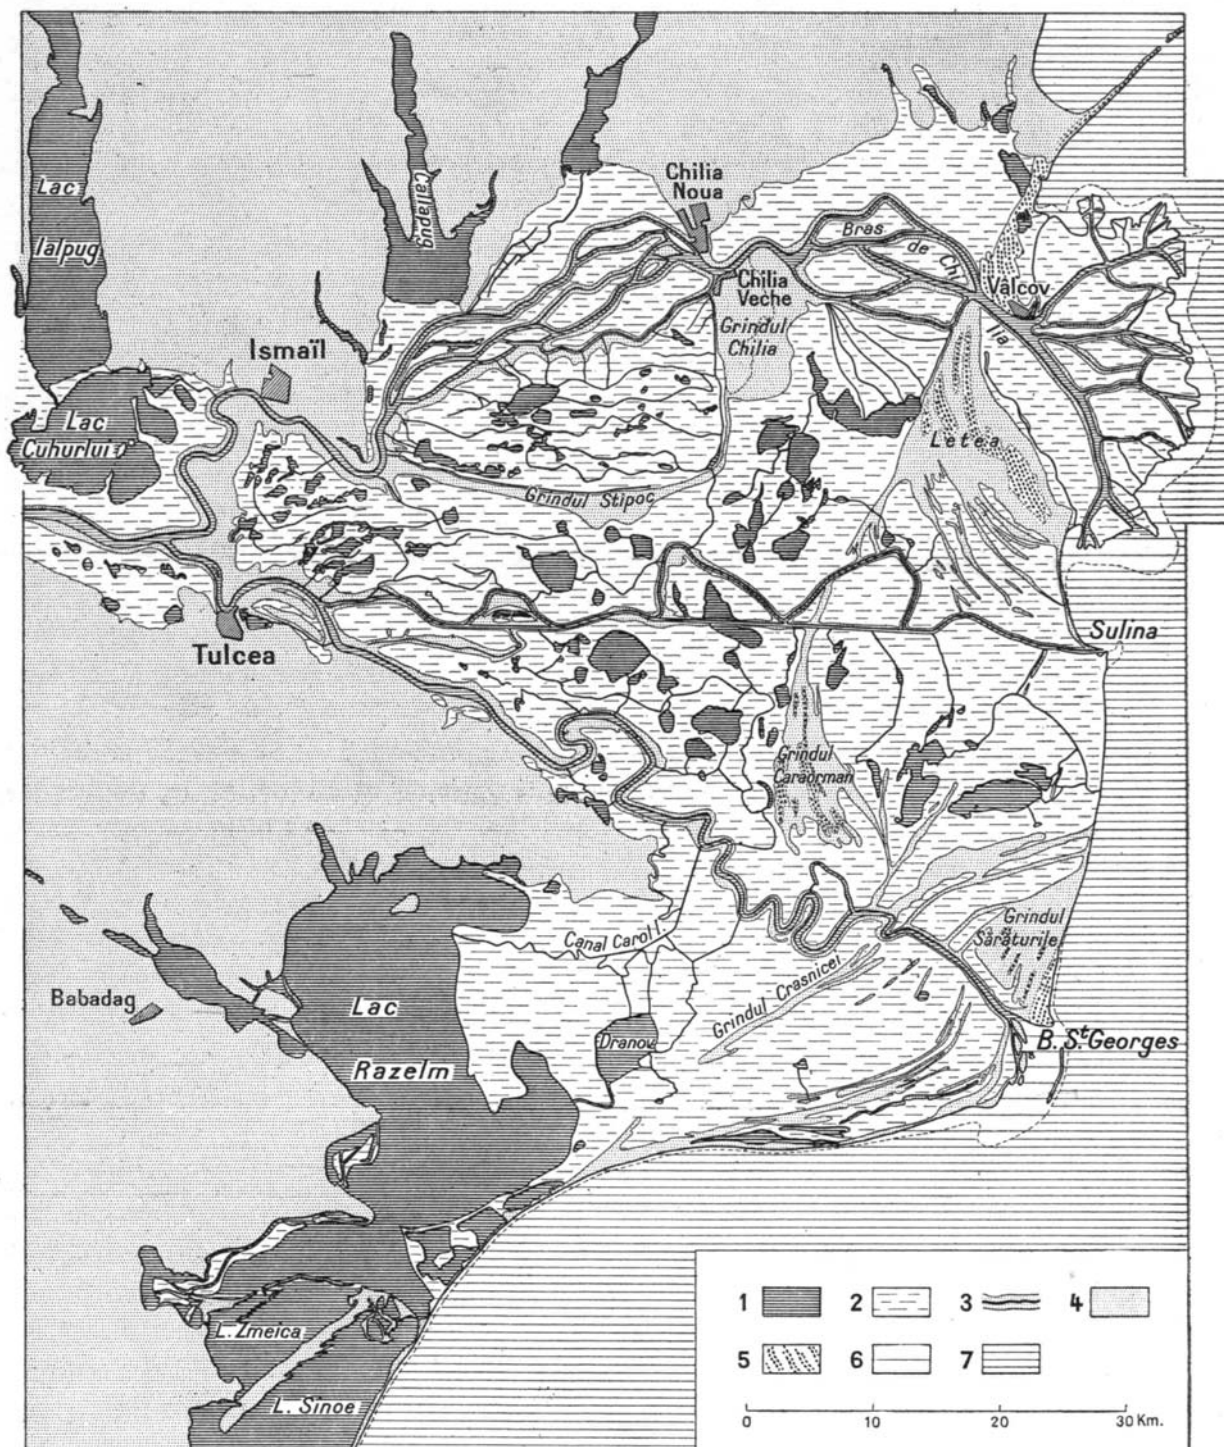 Lac
Ialpug
Catlapug
Chilia
Noua
Bras
de Chi
lia
Vâlcov
Chilia
Veche
Grindul
Chilia
Ismaïl
Lac
Cuhurlui
Letea
Grindul Stipoc
Tulcea
Sulina
Grindul
Caraorman
Grindul
Sărăturile
Canal Carol I.
Grindul Crasnicei
Babadag
Lac
Razelm
Dranov
B. St Georges
L. Zmeica
L. Sinoe
1
2
3
4
5
6
7
0 10 20 30 Km.